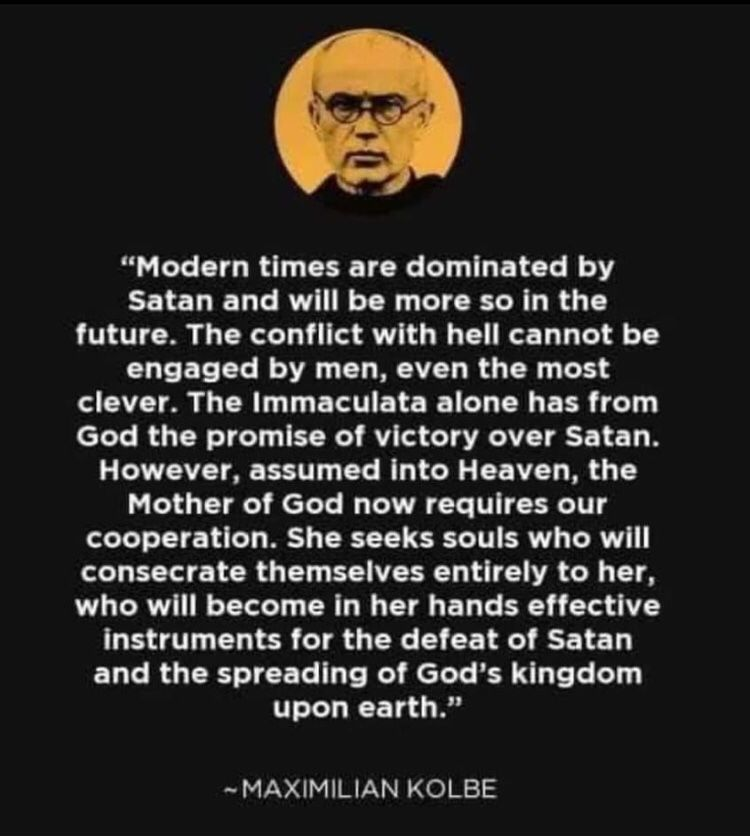 “Modern times are dominated by
Satan and will be more so in the
future. The conflict with hell cannot be
engaged by men, even the most
clever. The Immaculata alone has from
God the promise of victory over Satan.
However, assumed into Heaven, the
Mother of God now requires our
cooperation. She seeks souls who will
consecrate themselves entirely to her,
who will become in her hands effective
instruments for the defeat of Satan
and the spreading of God’s kingdom
upon earth.”
~MAXIMILIAN KOLBE